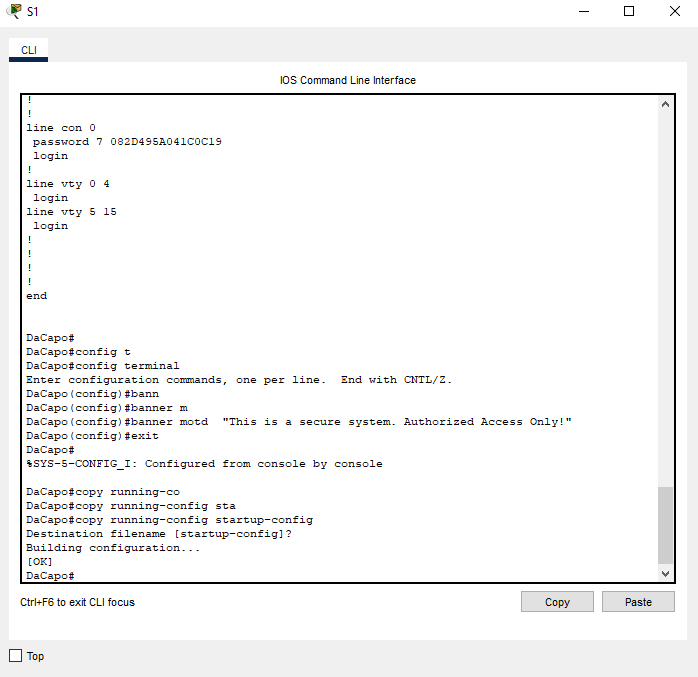 S1
CLI
IOS Command Line Interface
!
!
line con 0
 password 7 082D495A041C0C19
 login
!
line vty 0 4
 login
line vty 5 15
 login
!
!
!
!
end
DaCapo#
DaCapo#config t
DaCapo#config terminal
Enter configuration commands, one per line.  End with CNTL/Z.
DaCapo(config)#bann
DaCapo(config)#banner m
DaCapo(config)#banner motd  "This is a secure system. Authorized Access Only!"
DaCapo(config)#exit
DaCapo#
%SYS-5-CONFIG_I: Configured from console by console
DaCapo#copy running-co
DaCapo#copy running-config sta
DaCapo#copy running-config startup-config
Destination filename [startup-config]?
Building configuration...
[OK]
DaCapo#
Ctrl+F6 to exit CLI focus
Copy
Paste
Top